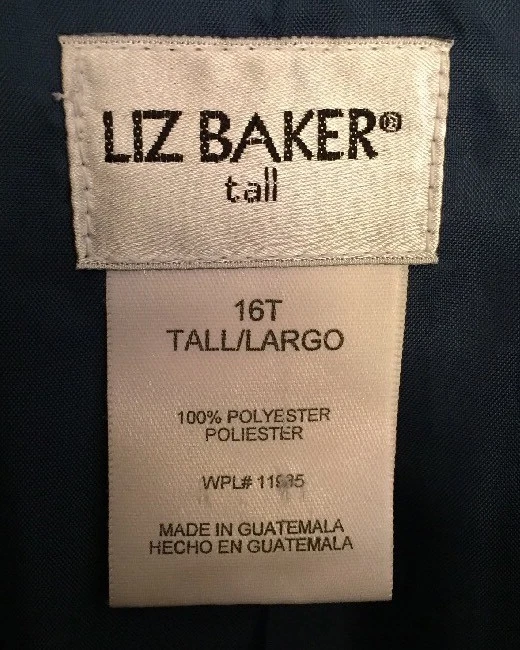 LIZ BAKER®
tall
16T
TALL/LARGO
100% POLYESTER
POLIESTER
WPL#
MADE IN GUATEMALA
HECHO EN GUATEMALA